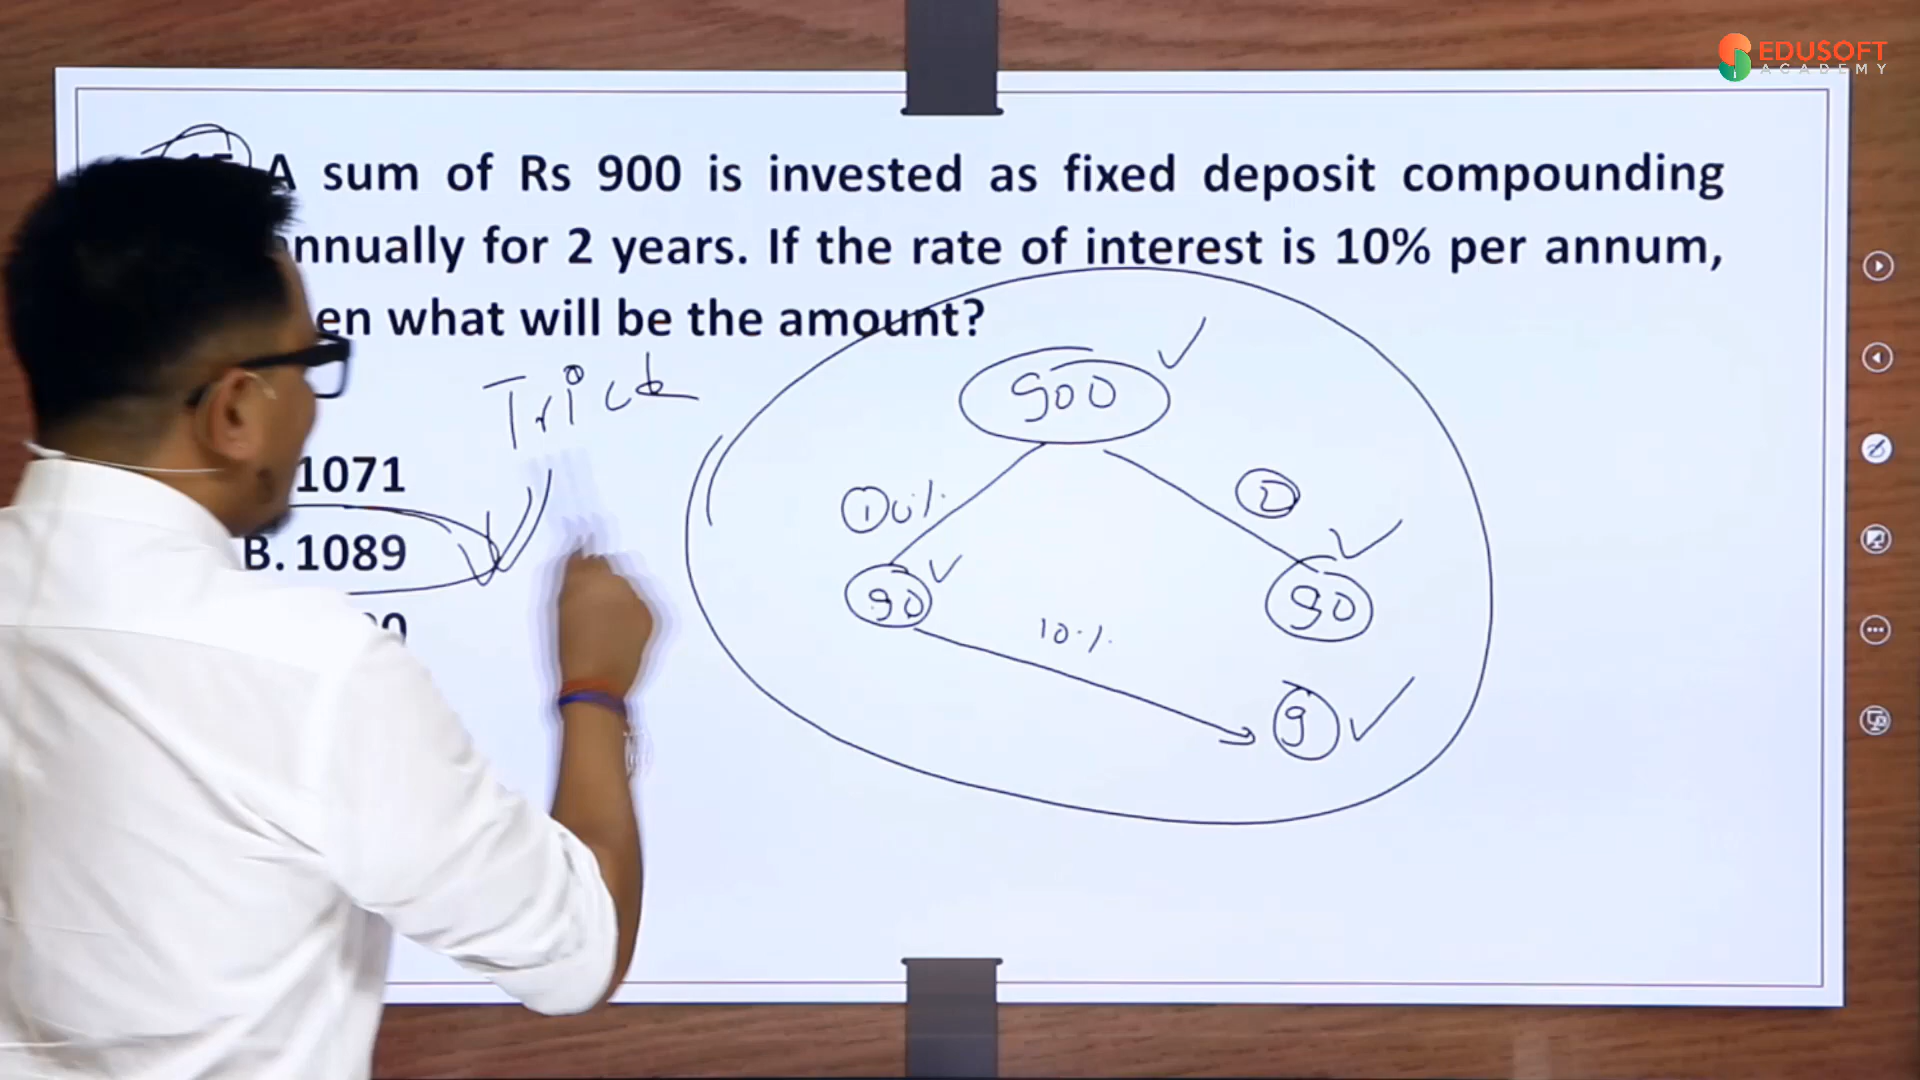 EDUSOFT
ACADEMY
A sum of Rs 900 is invested as fixed deposit compounding
nnually for 2 years. If the rate of interest is 10% per annum,
en what will be the amount?
Trick
900
1071
10%
2
B. 1089
90
90
10%
9